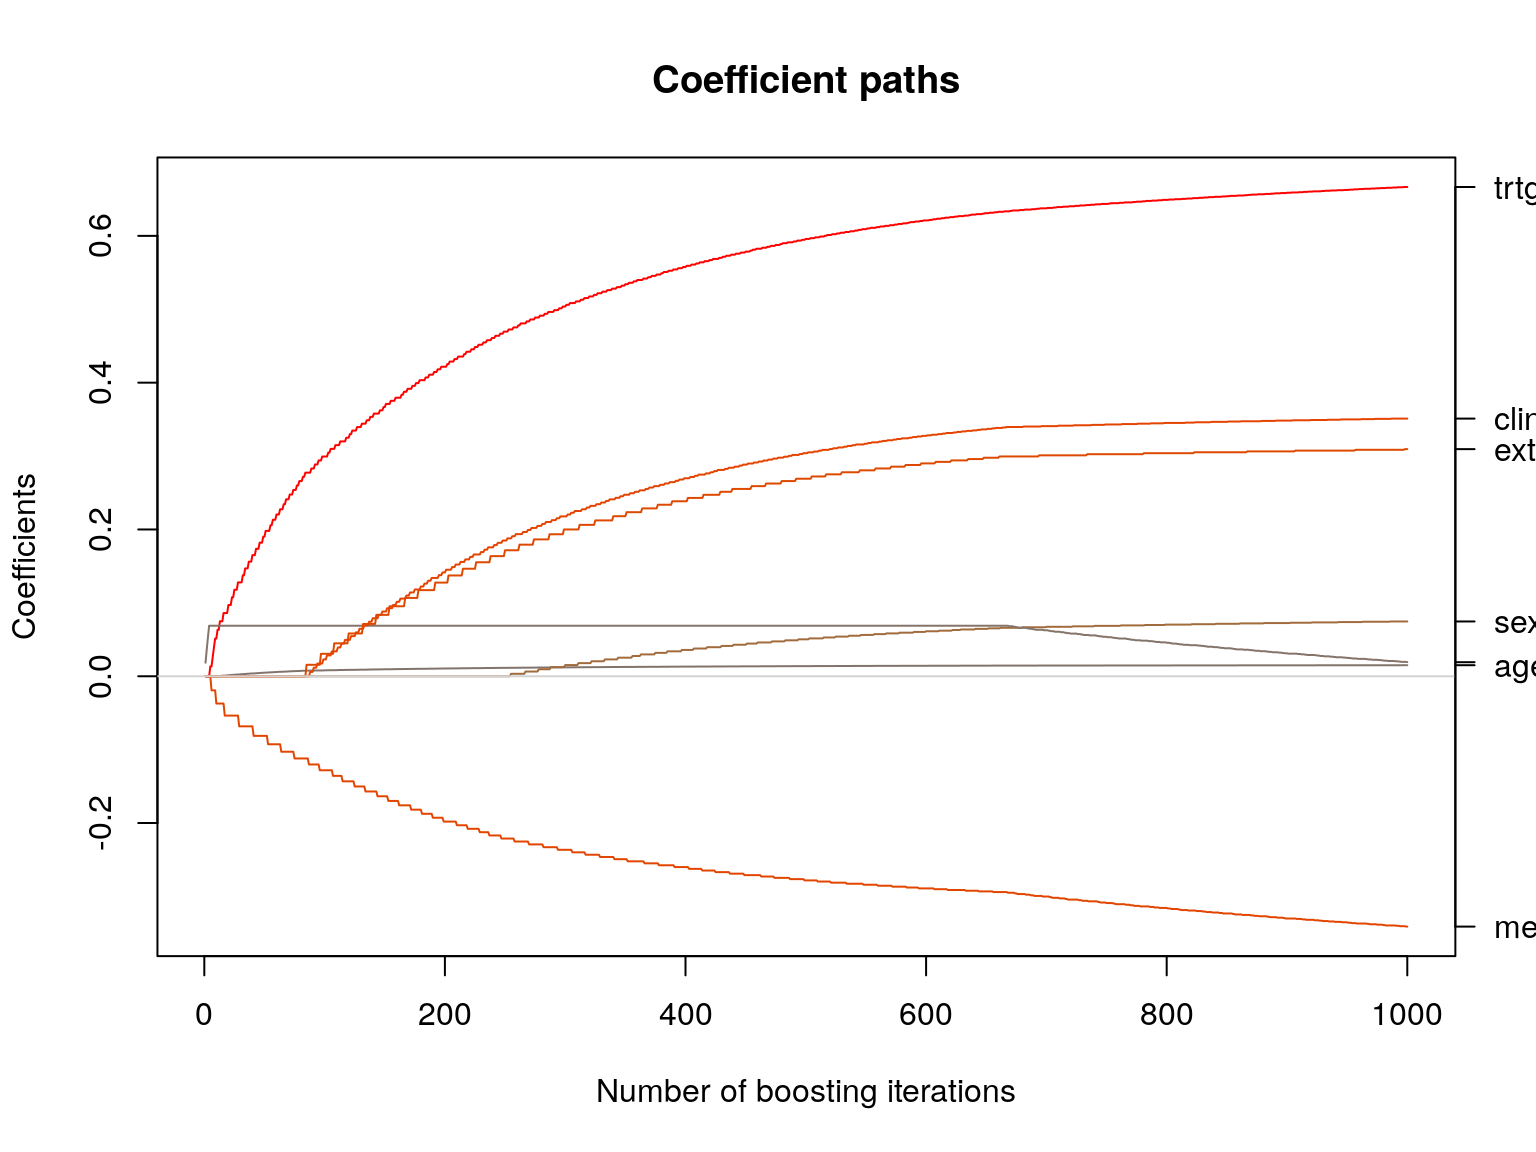 Coefficient paths
Coefficients
0.6
0.4
0.2
0.0
-0.2
0
200
400
600
800
1000
Number of boosting iterations
trtg
clin
ext
sex
age
me